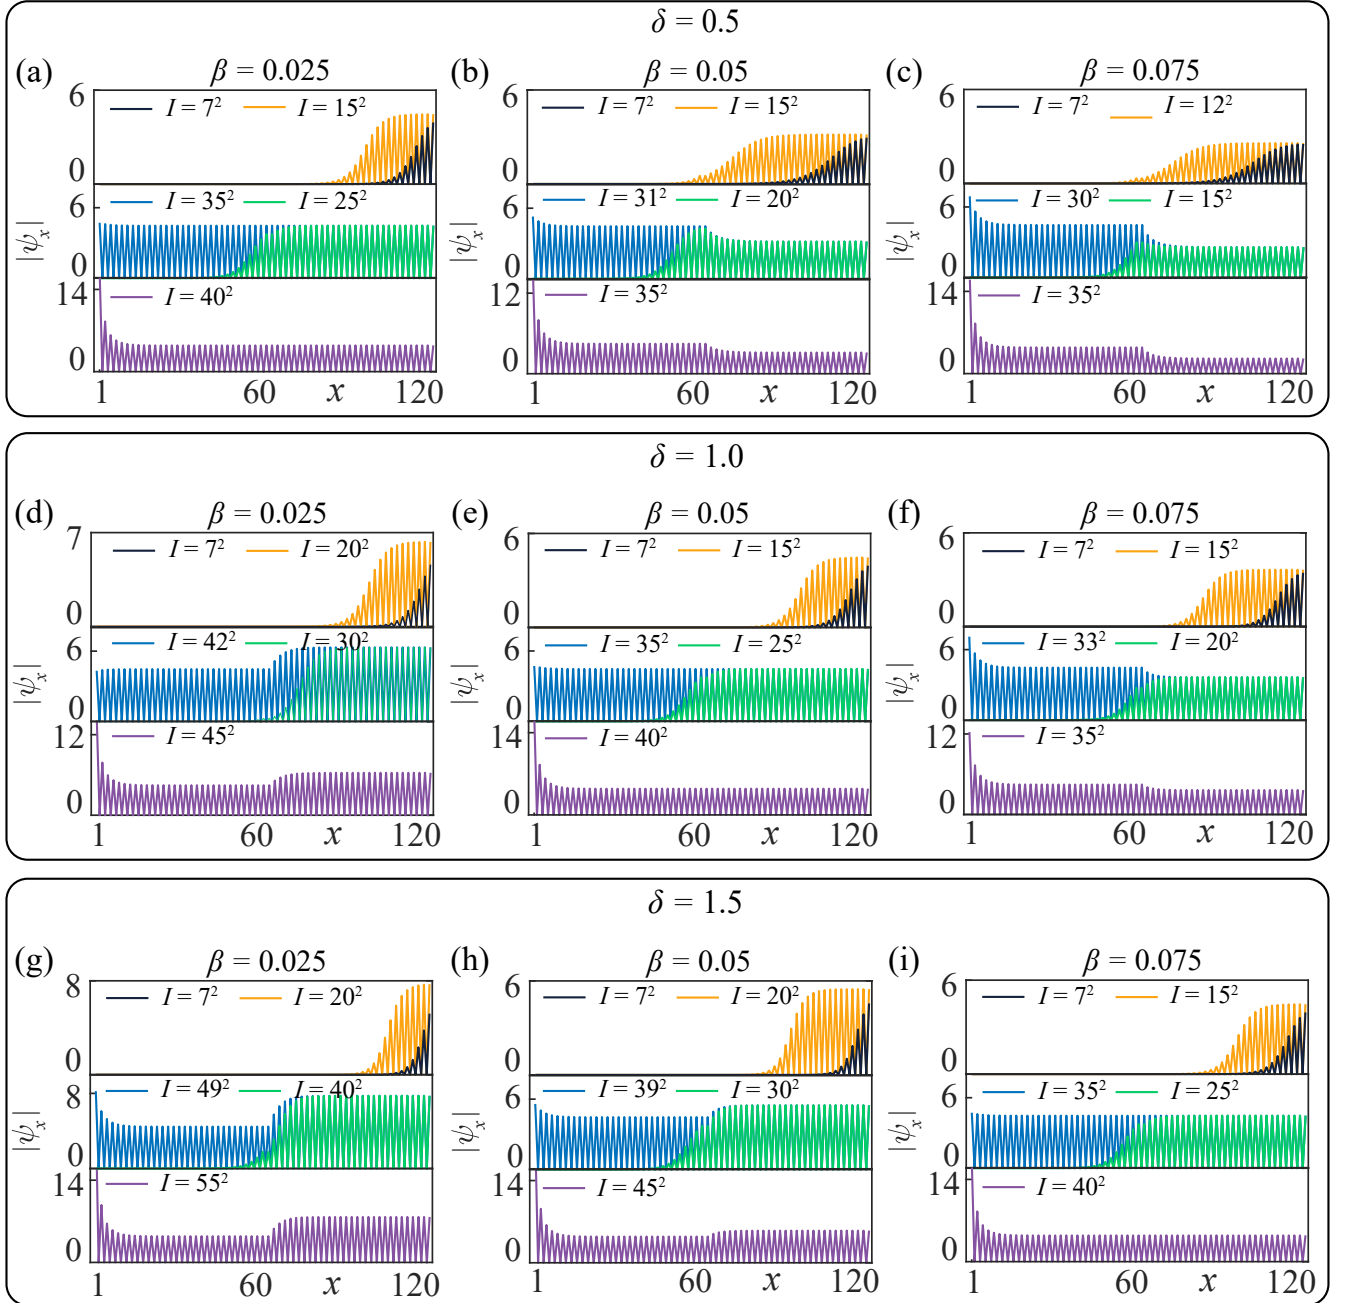 δ = 0.5
(a) β = 0.025
6
I = 7² I = 15²
0
6
I = 35² I = 25²
|ψₓ|
0
14
I = 40²
0
1 60 x 120
(b) β = 0.05
6
I = 7² I = 15²
0
6
I = 31² I = 20²
|ψₓ|
0
12
I = 35²
0
1 60 x 120
(c) β = 0.075
6
I = 7² I = 12²
0
6
I = 30² I = 15²
|ψₓ|
0
14
I = 35²
0
1 60 x 120
δ = 1.0
(d) β = 0.025
7
I = 7² I = 20²
0
6
I = 42² I = 30²
|ψₓ|
0
12
I = 45²
0
1 60 x 120
(e) β = 0.05
6
I = 7² I = 15²
0
6
I = 35² I = 25²
|ψₓ|
0
14
I = 40²
0
1 60 x 120
(f) β = 0.075
6
I = 7² I = 15²
0
6
I = 33² I = 20²
|ψₓ|
0
12
I = 35²
0
1 60 x 120
δ = 1.5
(g) β = 0.025
8
I = 7² I = 20²
0
8
I = 49² I = 40²
|ψₓ|
0
14
I = 55²
0
1 60 x 120
(h) β = 0.05
6
I = 7² I = 20²
0
6
I = 39² I = 30²
|ψₓ|
0
14
I = 45²
0
1 60 x 120
(i) β = 0.075
6
I = 7² I = 15²
0
6
I = 35² I = 25²
|ψₓ|
0
14
I = 40²
0
1 60 x 120